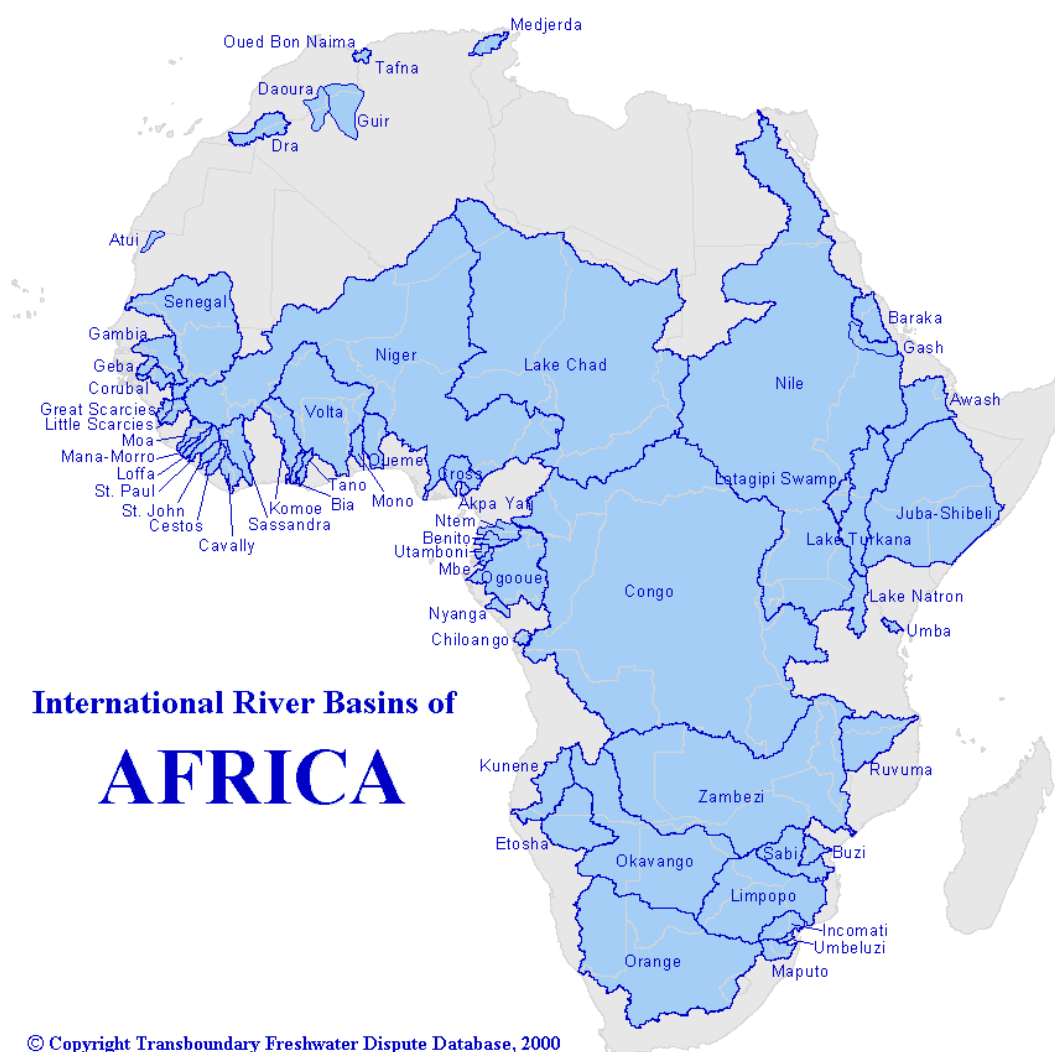 Medjerda
Oued Bon Naima
Tafna
Daoura
Guir
Dra
Atui
Senegal
Gambia
Geba
Corubal
Great Scarcies
Little Scarcies
Moa
Mana-Morro
Loffa
St. Paul
St. John
Cestos
Cavally
Sassandra
Komoe
Bia
Tano
Mono
Oueme
Volta
Niger
Lake Chad
Nile
Baraka
Gash
Awash
Lotagipi Swamp
Juba-Shibeli
Lake Turkana
Cross
Akpa Yafi
Ntem
Benito
Utamboni
Mbe
Ogooue
Nyanga
Chiloango
Congo
Lake Natron
Umba
International River Basins of
AFRICA
Kunene
Etosha
Zambezi
Ruvuma
Okavango
Sabi
Buzi
Limpopo
Incomati
Umbeluzi
Maputo
Orange
© Copyright Transboundary Freshwater Dispute Database, 2000